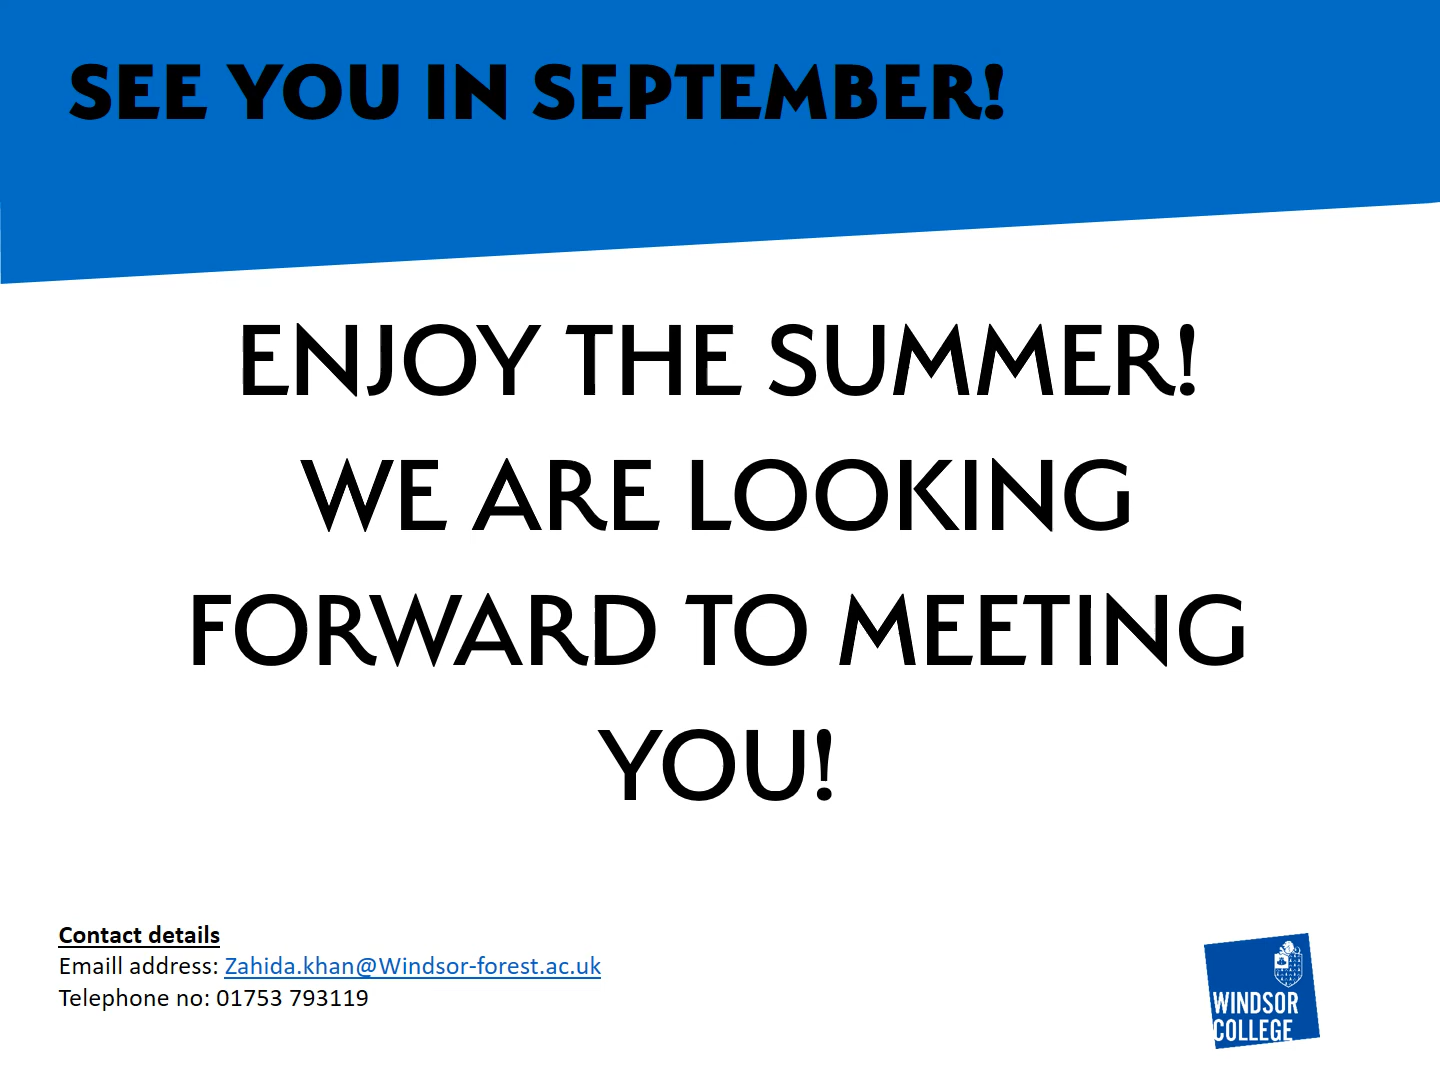 SEE YOU IN SEPTEMBER!
ENJOY THE SUMMER!
WE ARE LOOKING
FORWARD TO MEETING
YOU!
Contact details
Emaill address: Zahida.khan@Windsor-forest.ac.uk
Telephone no: 01753 793119
WINDSOR
COLLEGE